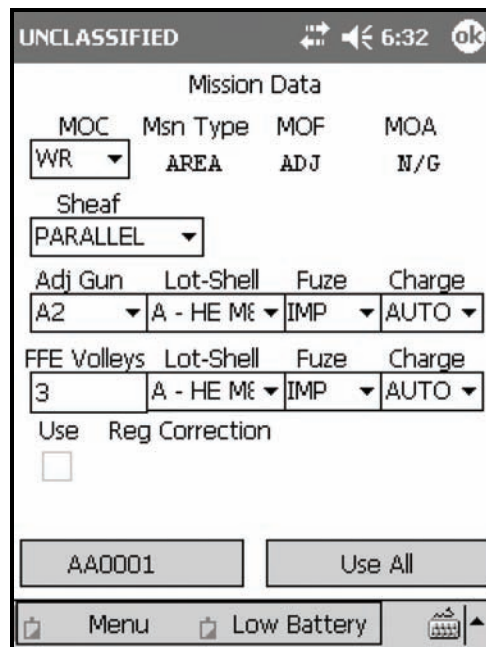 UNCLASSIFIED 6:32 ok
Mission Data
MOC Msn Type MOF MOA
WR AREA ADJ N/G
Sheaf
PARALLEL
Adj Gun Lot-Shell Fuze Charge
A2 A - HE M IMP AUTO
FFE Volleys Lot-Shell Fuze Charge
3 A - HE M IMP AUTO
Use Reg Correction
AA0001 Use All
Menu Low Battery